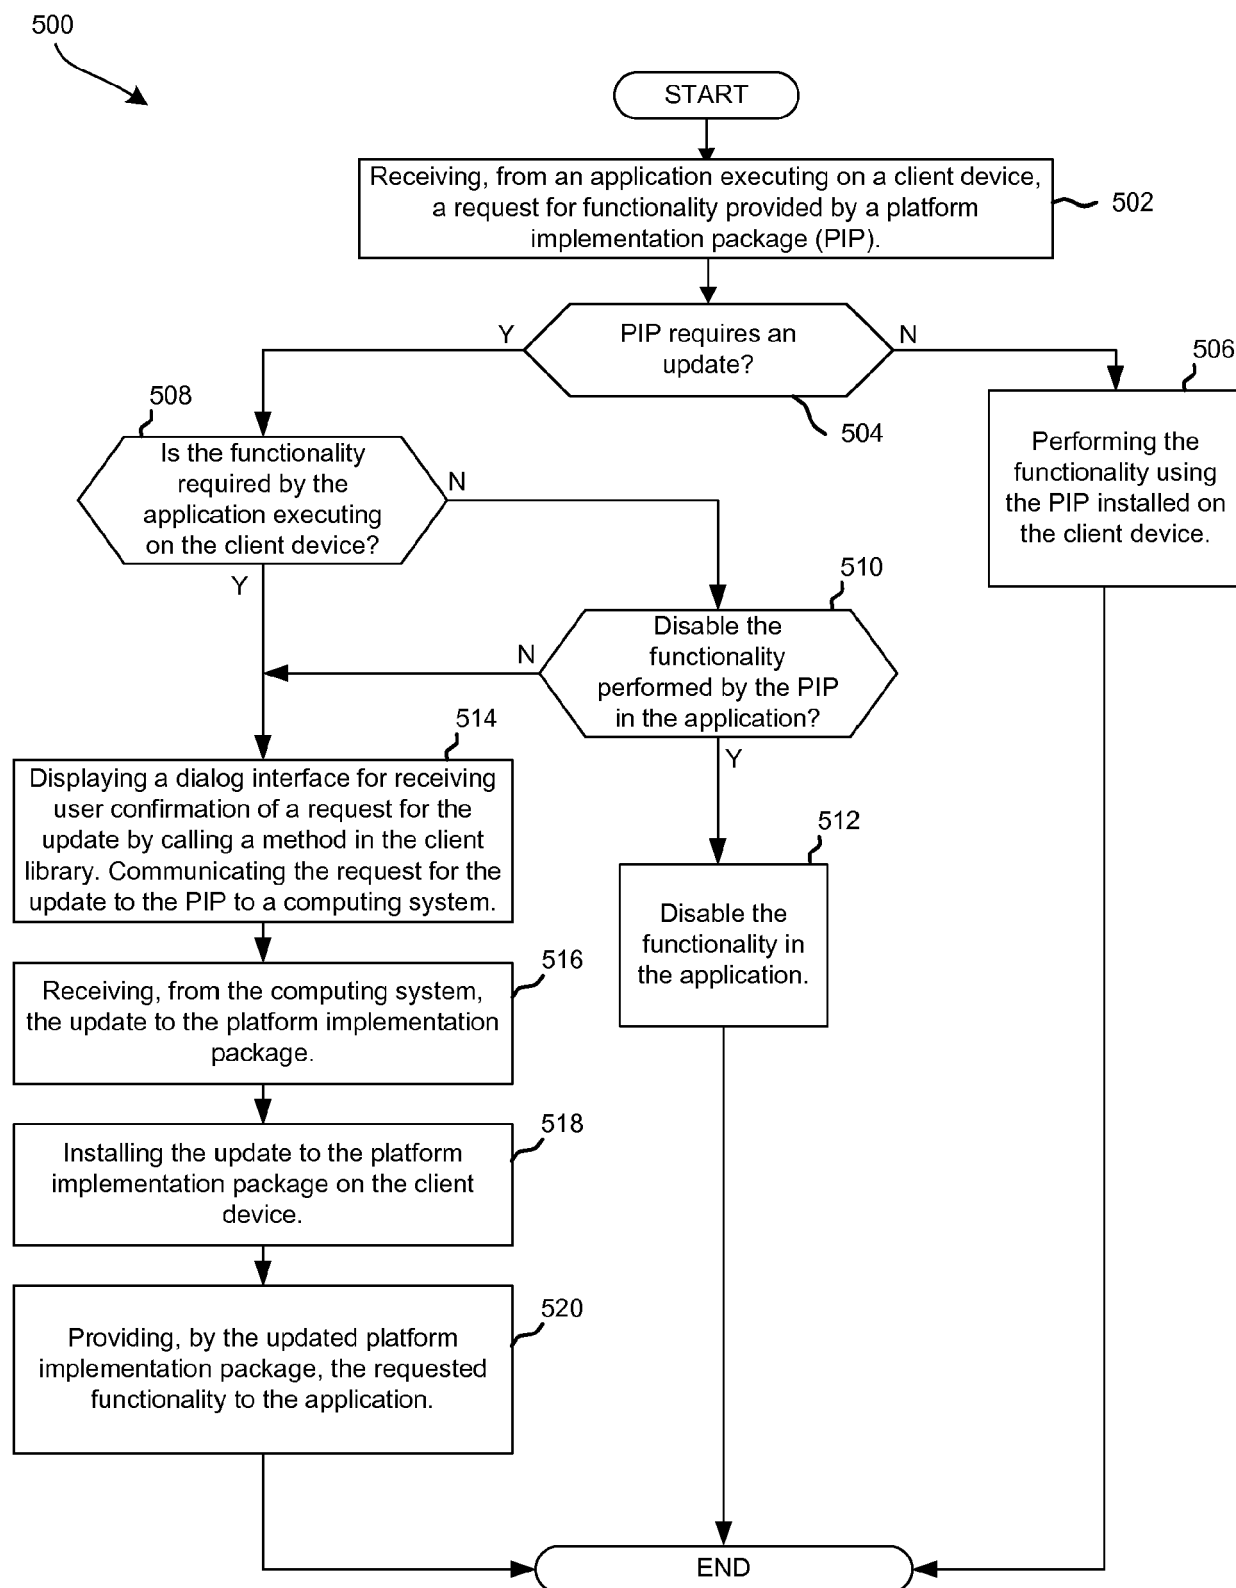 500
START
Receiving, from an application executing on a client device,
a request for functionality provided by a platform
implementation package (PIP).
502
Y
PIP requires an
update?
N
504
506
Performing the
functionality using
the PIP installed on
the client device.
508
Is the functionality
required by the
application executing
on the client device?
N
Y
510
Disable the
functionality
performed by the PIP
in the application?
N
Y
514
Displaying a dialog interface for receiving
user confirmation of a request for the
update by calling a method in the client
library. Communicating the request for the
update to the PIP to a computing system.
512
Disable the
functionality in
the application.
516
Receiving, from the computing system,
the update to the platform implementation
package.
518
Installing the update to the platform
implementation package on the client
device.
520
Providing, by the updated platform
implementation package, the requested
functionality to the application.
END